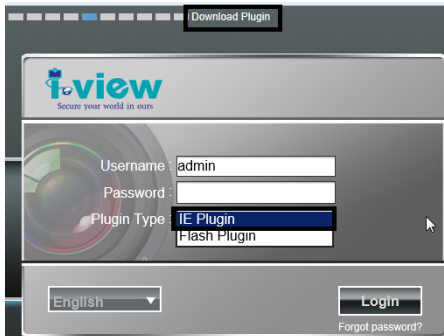 Download Plugin
i-view
Secure your world in ours
Username : admin
Password :
Plugin Type : IE Plugin
Flash Plugin
English
Login
Forgot password?